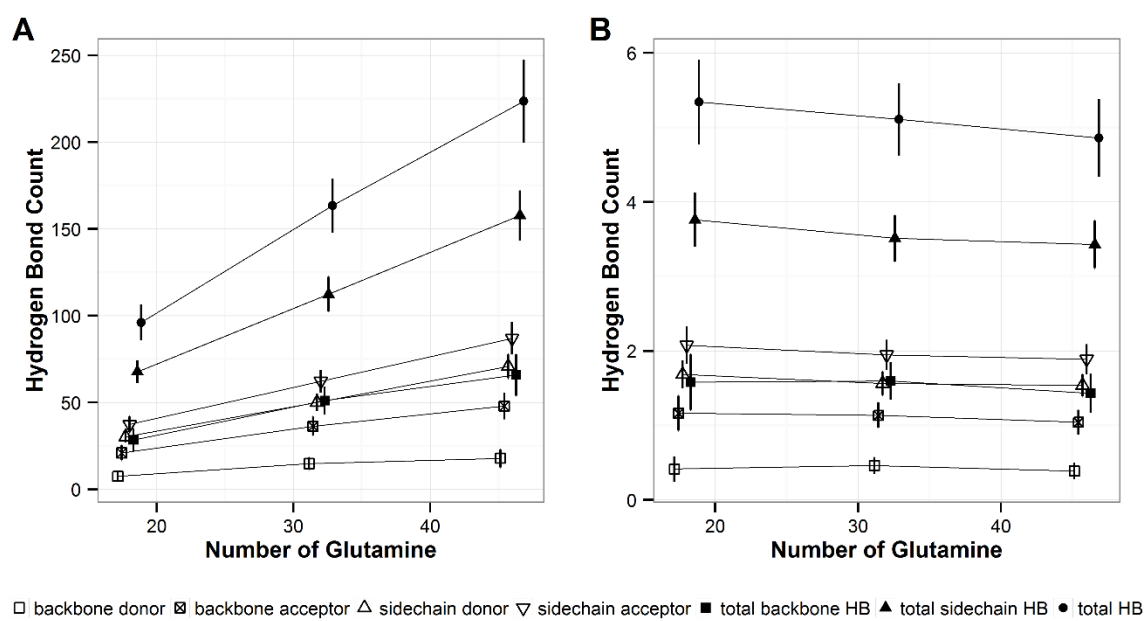 A
Hydrogen Bond Count
250
200
150
100
50
0
20
30
40
Number of Glutamine
B
Hydrogen Bond Count
6
4
2
0
20
30
40
Number of Glutamine
backbone donor backbone acceptor sidechain donor sidechain acceptor total backbone HB total sidechain HB total HB